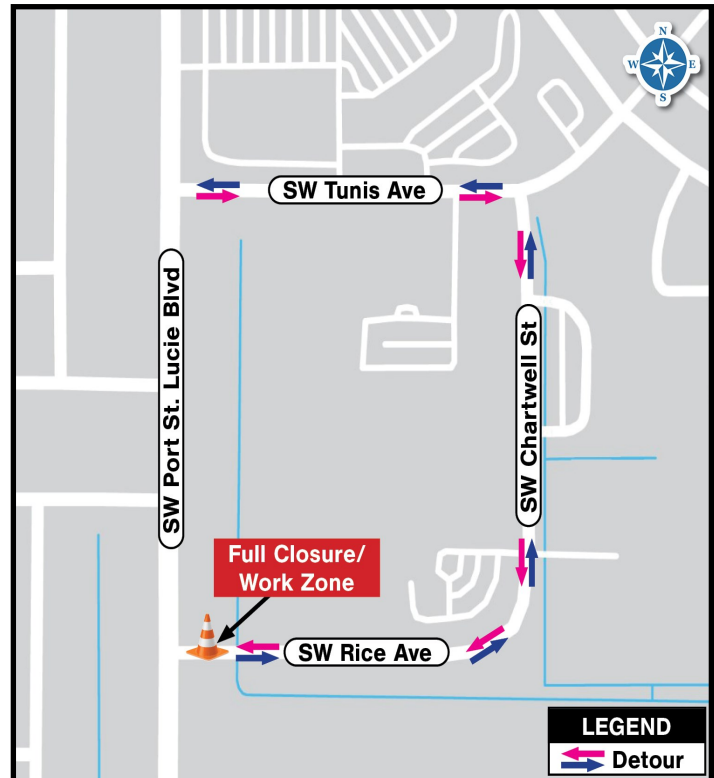 N
W E
S
SW Tunis Ave
SW Port St. Lucie Blvd
SW Chartwell St
Full Closure/
Work Zone
SW Rice Ave
LEGEND
Detour